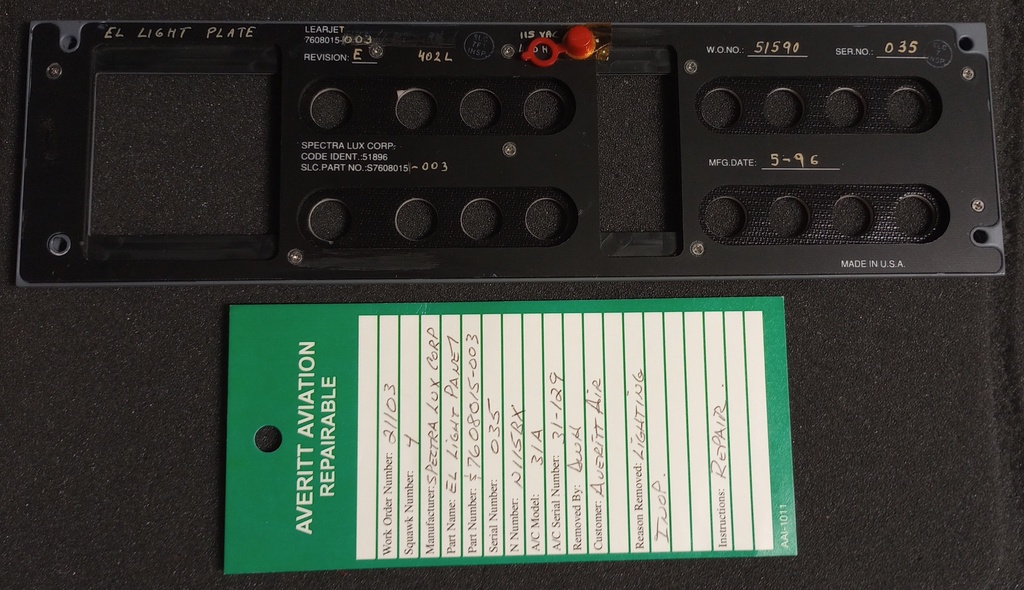 EL LIGHT PLATE
LEARJET
7608015-003
REVISION: E
402L
115 VAC
W.O.NO.: 51590
SER.NO.: 035
SPECTRA LUX CORP.
CODE IDENT.:51896
SLC.PART NO.:S7608015-003
MFG.DATE: 5-96
MADE IN U.S.A.
AVERITT AVIATION
REPAIRABLE
Work Order Number: 21103
Squawk Number: 4
Manufacturer: SPECTRA LUX CORP
Part Name: EL LIGHT PANEL
Part Number: S7608015-003
Serial Number: 035
N Number: N115BX
A/C Model: 31A
A/C Serial Number: 31-129
Removed By:
Customer: AVERITT AIR
Reason Removed: LIGHTING
INOP.
Instructions: REPAIR.
AAI-1011